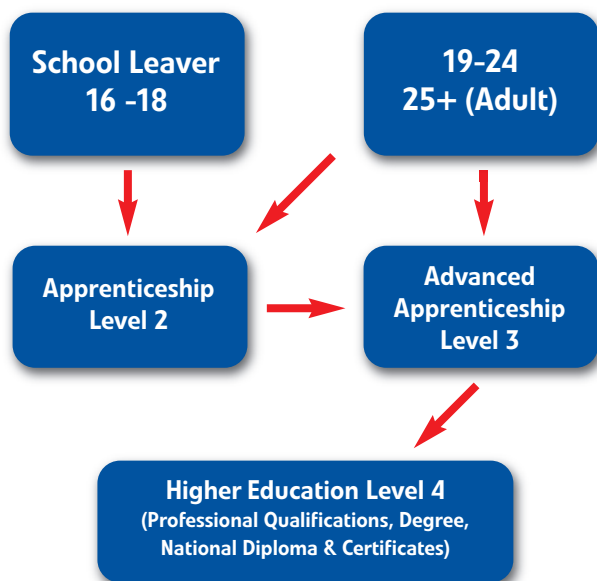 School Leaver
16 -18
19-24
25+ (Adult)
Apprenticeship
Level 2
Advanced
Apprenticeship
Level 3
Higher Education Level 4
(Professional Qualifications, Degree,
National Diploma & Certificates)